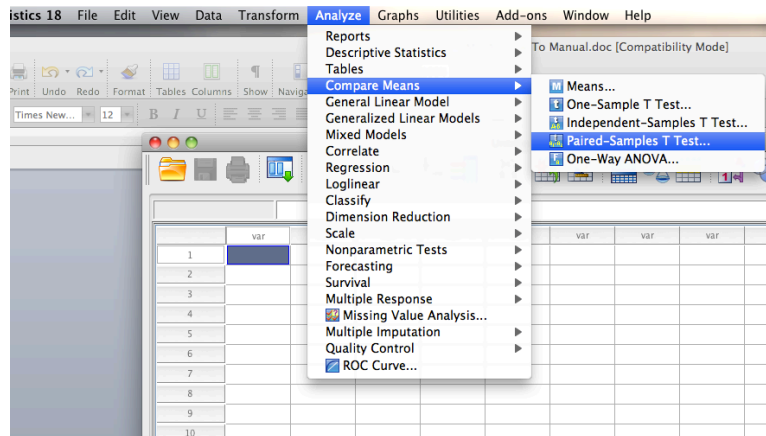 istics 18 File Edit View Data Transform Analyze Graphs Utilities Add-ons Window Help
To Manual.doc [Compatibility Mode]
Print Undo Redo Format Tables Columns Show Naviga
Times New... 12 B I U
Reports
Descriptive Statistics
Tables
Compare Means
General Linear Model
Generalized Linear Models
Mixed Models
Correlate
Regression
Loglinear
Classify
Dimension Reduction
Scale
Nonparametric Tests
Forecasting
Survival
Multiple Response
Missing Value Analysis...
Multiple Imputation
Quality Control
ROC Curve...
Means...
One-Sample T Test...
Independent-Samples T Test...
Paired-Samples T Test...
One-Way ANOVA...
var var var var
1
2
3
4
5
6
7
8
9
10